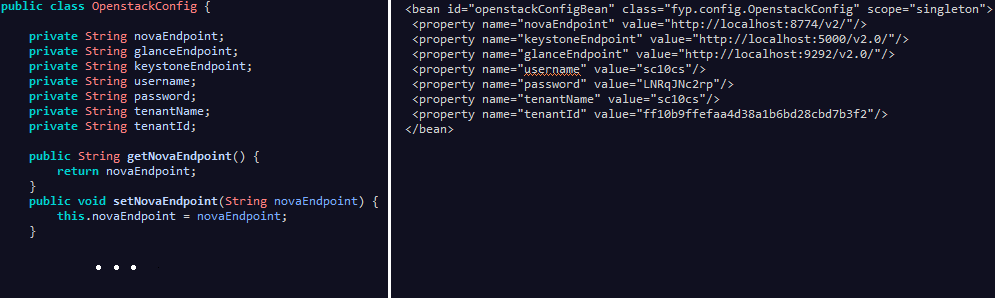 public class OpenstackConfig {
private String novaEndpoint;
private String glanceEndpoint;
private String keystoneEndpoint;
private String username;
private String password;
private String tenantName;
private String tenantId;
public String getNovaEndpoint() {
return novaEndpoint;
}
public void setNovaEndpoint(String novaEndpoint) {
this.novaEndpoint = novaEndpoint;
}
...
<bean id="openstackConfigBean" class="fyp.config.OpenstackConfig" scope="singleton">
<property name="novaEndpoint" value="http://localhost:8774/v2/"/>
<property name="keystoneEndpoint" value="http://localhost:5000/v2.0/"/>
<property name="glanceEndpoint" value="http://localhost:9292/v2.0/"/>
<property name="username" value="sc10cs"/>
<property name="password" value="LNRqJNc2rp"/>
<property name="tenantName" value="sc10cs"/>
<property name="tenantId" value="ff10b9ffefaa4d38a1b6bd28cbd7b3f2"/>
</bean>